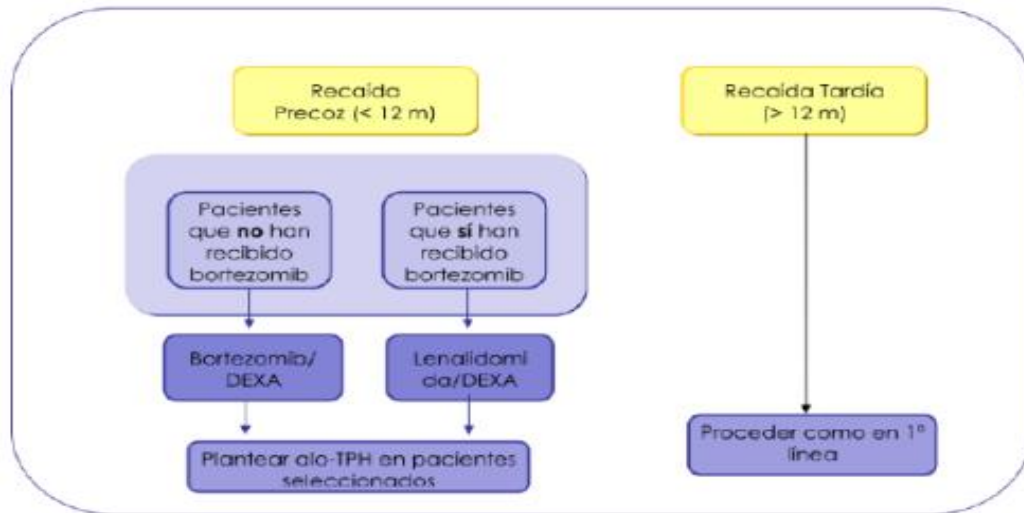 Recaída
Precoz (< 12 m)
Recaída Tardía
(> 12 m)
Pacientes
que no han
recibido
bortezomib
Pacientes
que sí han
recibido
bortezomib
Bortezomib/
DEXA
Lenalidomi
da/DEXA
Plantear alo-TPH en pacientes
seleccionados
Proceder como en 1º
línea